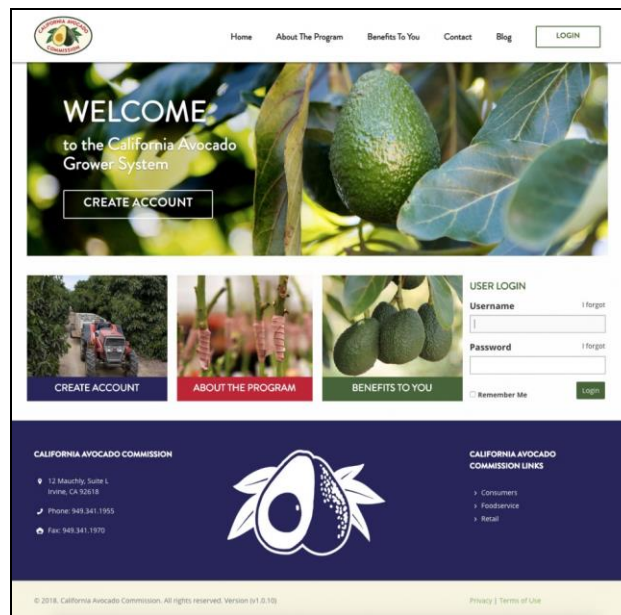 CALIFORNIA AVOCADO
COMMISSION
Home About The Program Benefits To You Contact Blog LOGIN
WELCOME
to the California Avocado
Grower System
CREATE ACCOUNT
CREATE ACCOUNT
ABOUT THE PROGRAM
BENEFITS TO YOU
USER LOGIN
Username I forgot
Password I forgot
Remember Me Login
CALIFORNIA AVOCADO COMMISSION
12 Mauchly, Suite L
Irvine, CA 92618
Phone: 949.341.1955
Fax: 949.341.1970
CALIFORNIA AVOCADO
COMMISSION LINKS
> Consumers
> Foodservice
> Retail
© 2018, California Avocado Commission. All rights reserved. Version (v1.0.10)
Privacy | Terms of Use